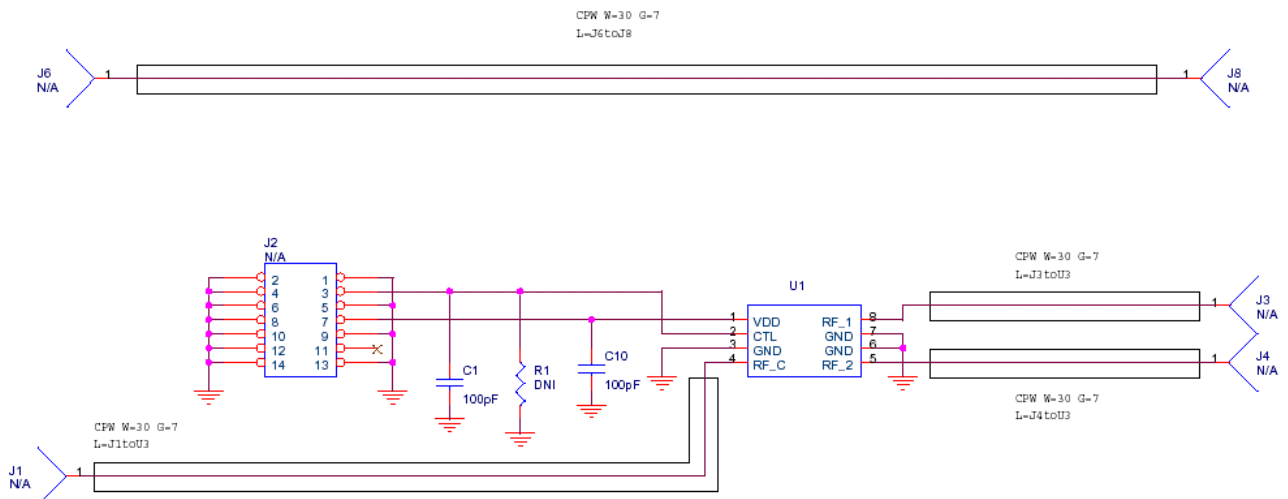 CPW W=30 G=7
L=J6toJ8
J6
N/A
1
1
J8
N/A
J2
N/A
2 1
4 3
6 5
8 7
10 9
12 11
14 13
CPW W=30 G=7
L=J3toU3
U1
1 VDD RF_1 8
2 CTL GND 7
3 GND GND 6
4 RF_C RF_2 5
1
J3
N/A
1
J4
N/A
C1
100pF
R1
DNI
C10
100pF
CPW W=30 G=7
L=J4toU3
CPW W=30 G=7
L=J1toU3
J1
N/A
1